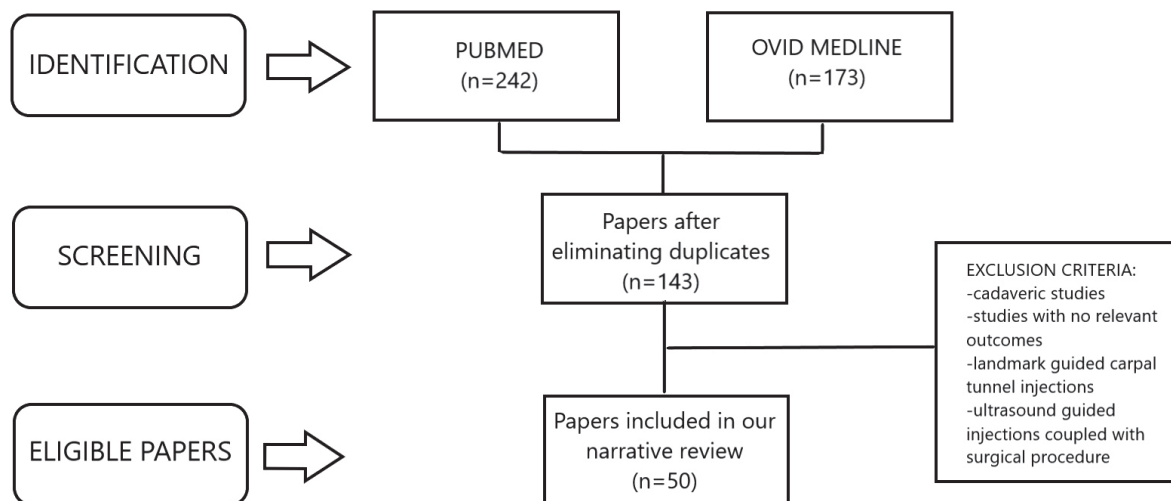 IDENTIFICATION
PUBMED
(n=242)
OVID MEDLINE
(n=173)
SCREENING
Papers after
eliminating duplicates
(n=143)
EXCLUSION CRITERIA:
-cadaveric studies
-studies with no relevant
outcomes
-landmark guided carpal
tunnel injections
-ultrasound guided
injections coupled with
surgical procedure
ELIGIBLE PAPERS
Papers included in our
narrative review
(n=50)